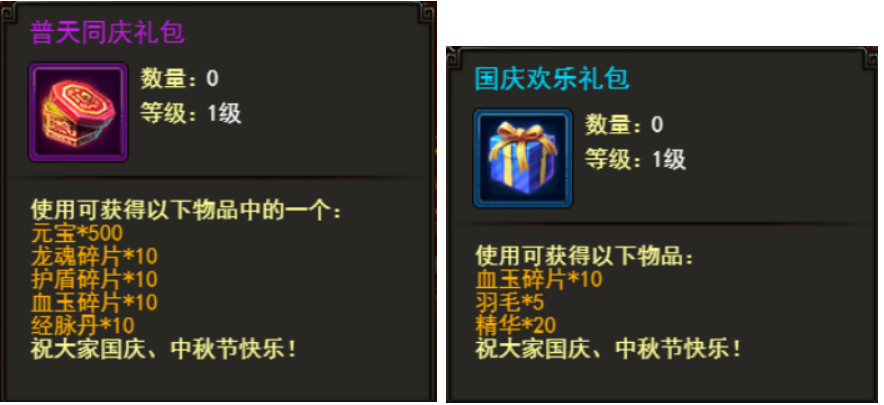 普天同庆礼包
数量：0
等级：1级
使用可获得以下物品中的一个：
元宝*500
龙魂碎片*10
护盾碎片*10
血玉碎片*10
经脉丹*10
祝大家国庆、中秋节快乐！
国庆欢乐礼包
数量：0
等级：1级
使用可获得以下物品：
血玉碎片*10
羽毛*5
精华*20
祝大家国庆、中秋节快乐！